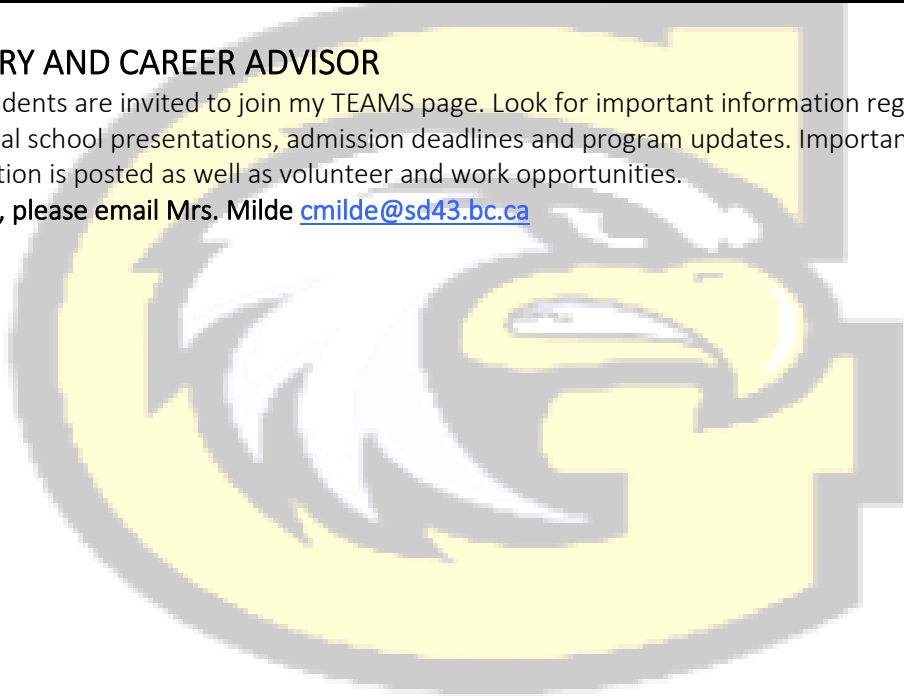 RY AND CAREER ADVISOR
dents are invited to join my TEAMS page. Look for important information reg
al school presentations, admission deadlines and program updates. Importan
tion is posted as well as volunteer and work opportunities.
, please email Mrs. Milde cmilde@sd43.bc.ca
G